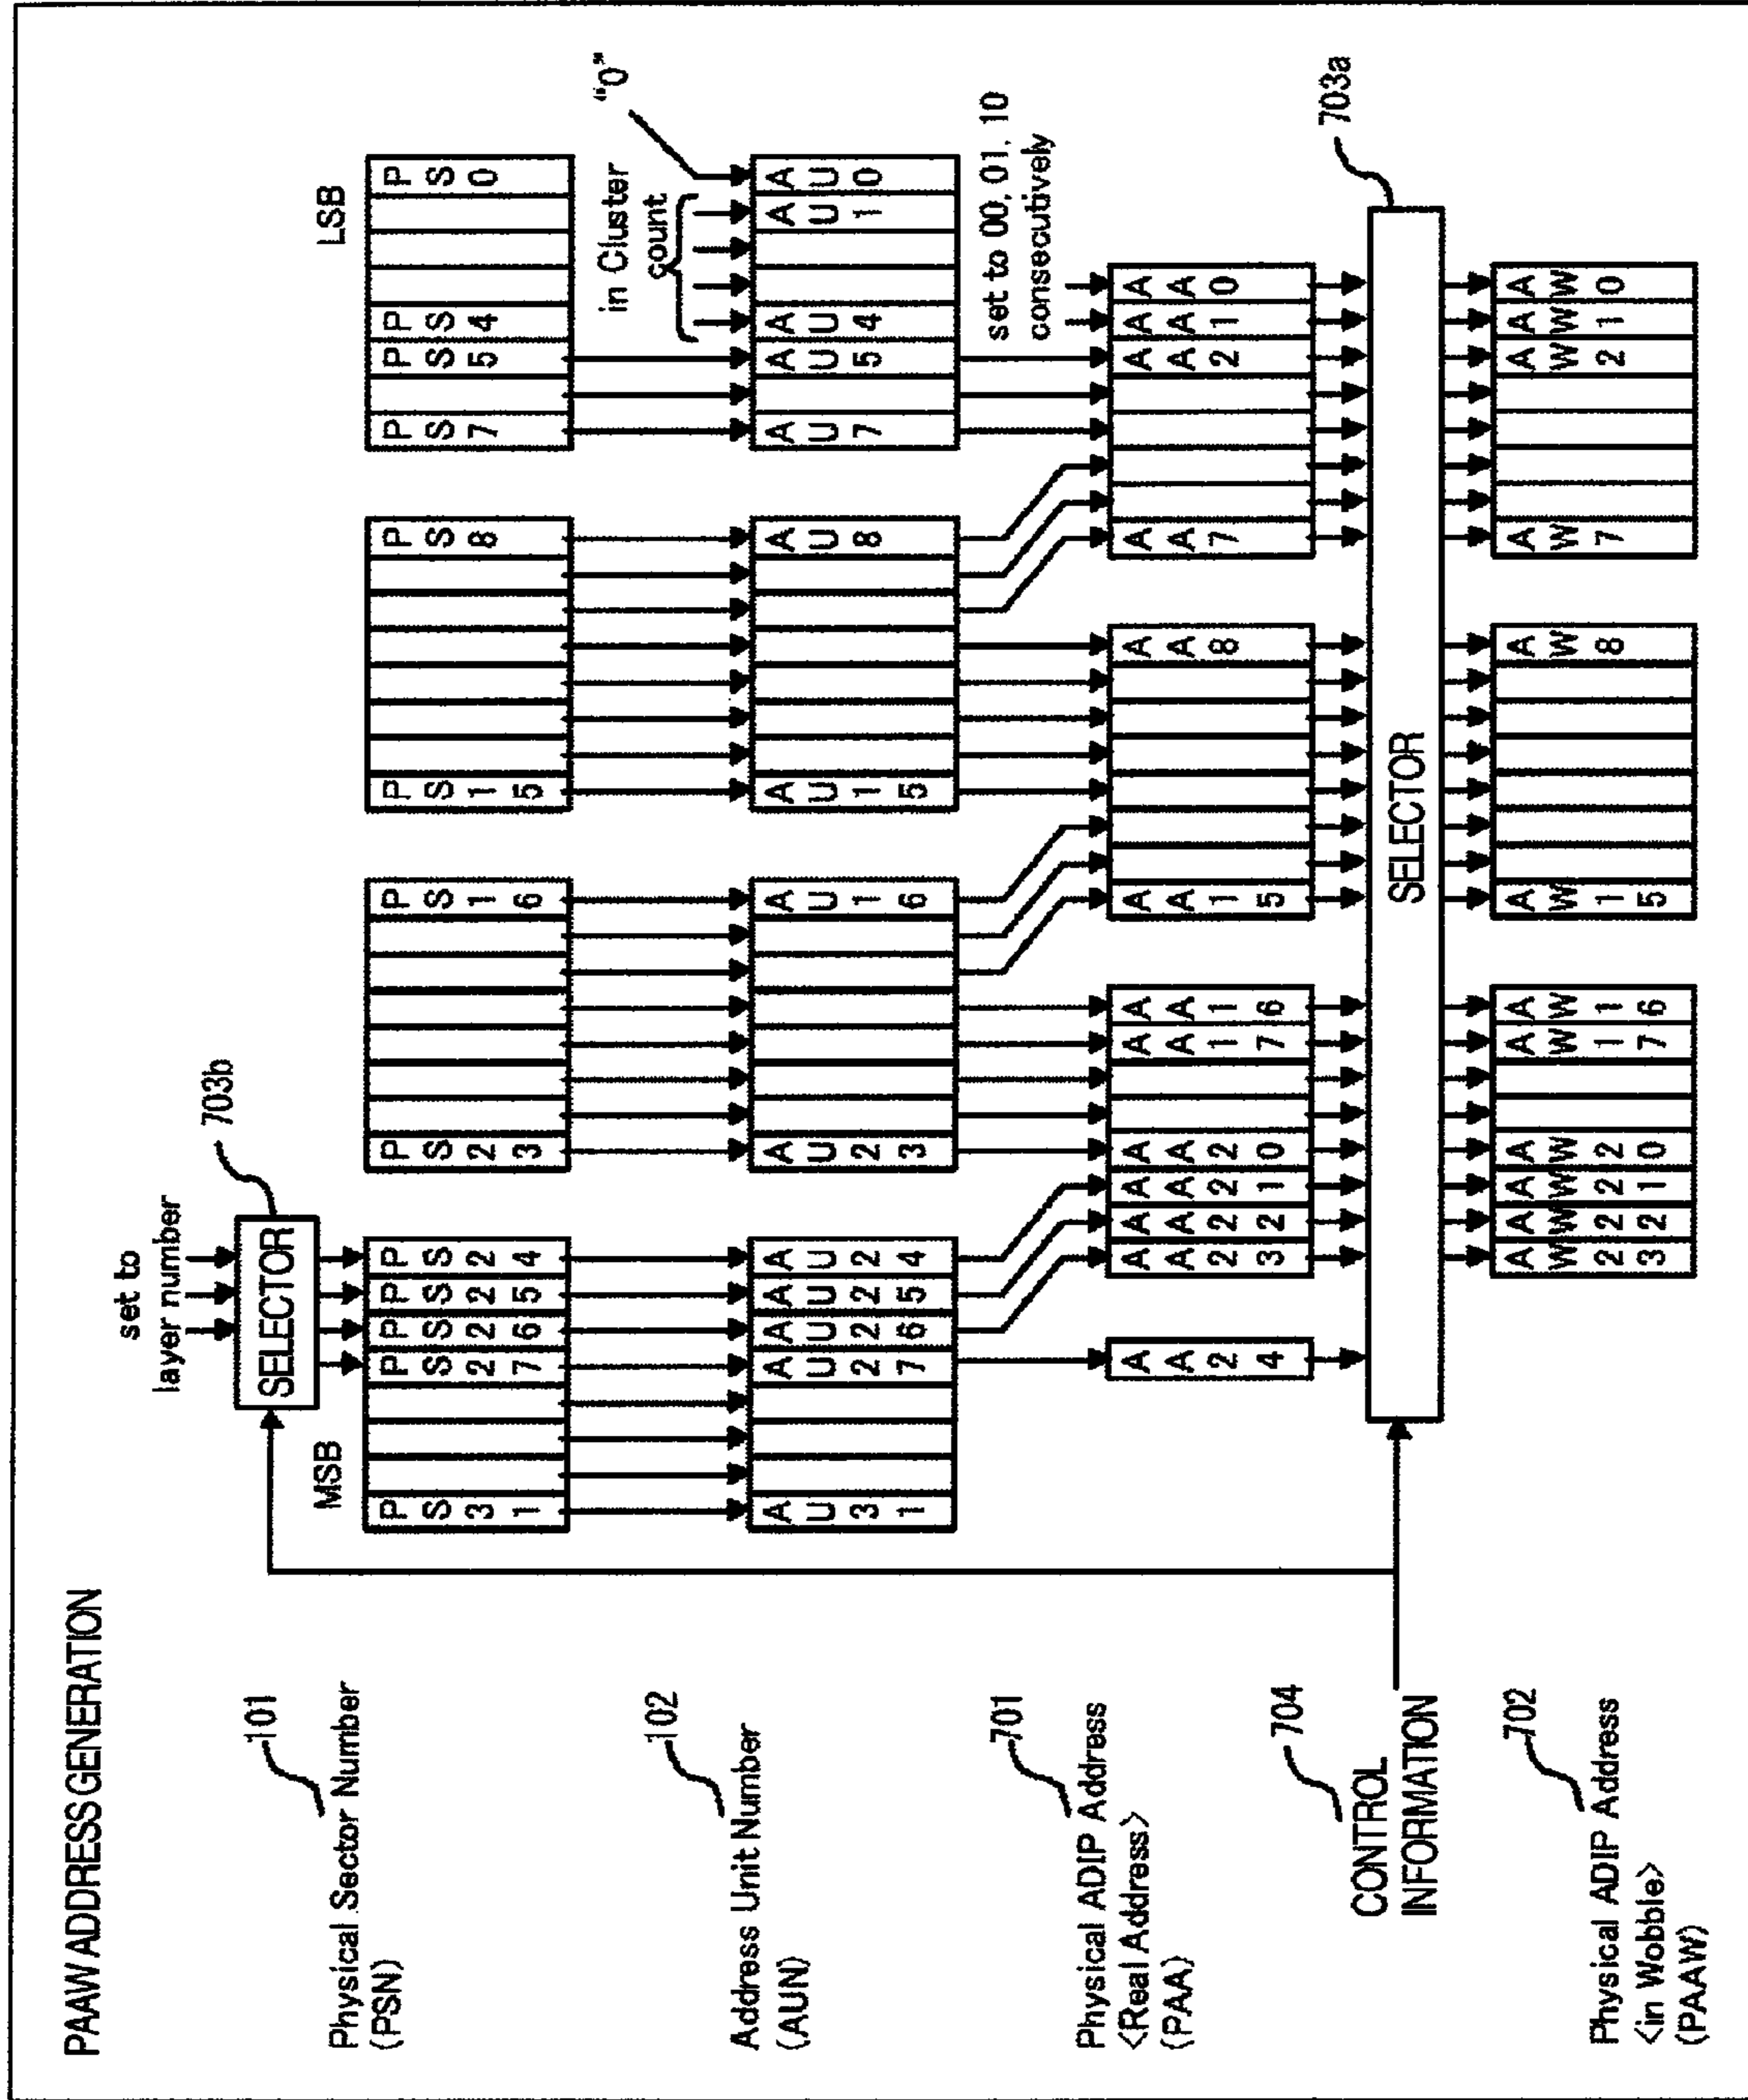 PAAW ADDRESS GENERATION
set to
layer number
SELECTOR
703b
101
Physical Sector Number
(PSN)
MSB
LSB
PS31
PS27
PS26
PS25
PS24
PS23
PS16
PS15
PS8
PS7
PS5
PS4
PS0
in Cluster
count
"0"
102
Address Unit Number
(AUN)
AU31
AU27
AU26
AU25
AU24
AU23
AU16
AU15
AU8
AU7
AU5
AU4
AU1
AU0
set to 00, 01, 10
consecutively
701
Physical ADIP Address
<Real Address>
(PAA)
AA24
AA23
AA22
AA21
AA20
AA17
AA16
AA15
AA8
AA7
AA2
AA1
AA0
704
CONTROL
INFORMATION
SELECTOR
703a
702
Physical ADIP Address
<in Wobble>
(PAAW)
AW23
AW22
AW21
AW20
AW17
AW16
AW15
AW8
AW7
AW2
AW1
AW0